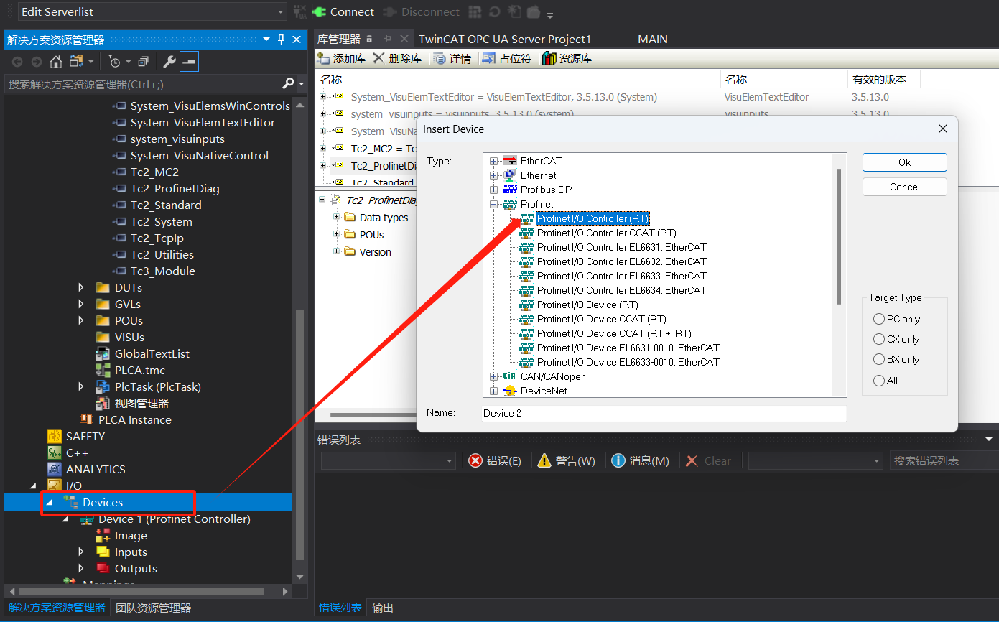 Edit Serverlist
Connect
Disconnect
解决方案资源管理器
搜索解决方案资源管理器(Ctrl+;)
System_VisuElemsWinControls
System_VisuElemTextEditor
system_visuinputs
System_VisuNativeControl
Tc2_MC2
Tc2_ProfinetDiag
Tc2_Standard
Tc2_System
Tc2_TcpIp
Tc2_Utilities
Tc3_Module
DUTs
GVLs
POUs
VISUs
GlobalTextList
PLCA.tmc
PlcTask (PlcTask)
视图管理器
PLCA Instance
SAFETY
C++
ANALYTICS
I/O
Devices
Device 1 (Profinet Controller)
Image
Inputs
Outputs
Mappings
解决方案资源管理器
团队资源管理器
库管理器
TwinCAT OPC UA Server Project1
MAIN
添加库
删除库
详情
占位符
资源库
名称
名称
有效的版本
System_VisuElemTextEditor = VisuElemTextEditor, 3.5.13.0 (System)
VisuElemTextEditor
3.5.13.0
system_visuinputs = visuinputs, 3.5.13.0 (system)
visuinputs
3.5.13.0
System_VisuNa
Tc2_MC2 = Tc
Tc2_ProfinetDi
Tc2_Standard
Tc2_ProfinetDia
Data types
POUs
Version
Insert Device
Type:
EtherCAT
Ethernet
Profibus DP
Profinet
Profinet I/O Controller (RT)
Profinet I/O Controller CCAT (RT)
Profinet I/O Controller EL6631, EtherCAT
Profinet I/O Controller EL6632, EtherCAT
Profinet I/O Controller EL6633, EtherCAT
Profinet I/O Controller EL6634, EtherCAT
Profinet I/O Device (RT)
Profinet I/O Device CCAT (RT)
Profinet I/O Device CCAT (RT + IRT)
Profinet I/O Device EL6631-0010, EtherCAT
Profinet I/O Device EL6633-0010, EtherCAT
CAN/CANopen
DeviceNet
Name:
Device 2
Ok
Cancel
Target Type
PC only
CX only
BX only
All
错误列表
错误(E)
警告(W)
消息(M)
Clear
搜索错误列表
错误列表
输出